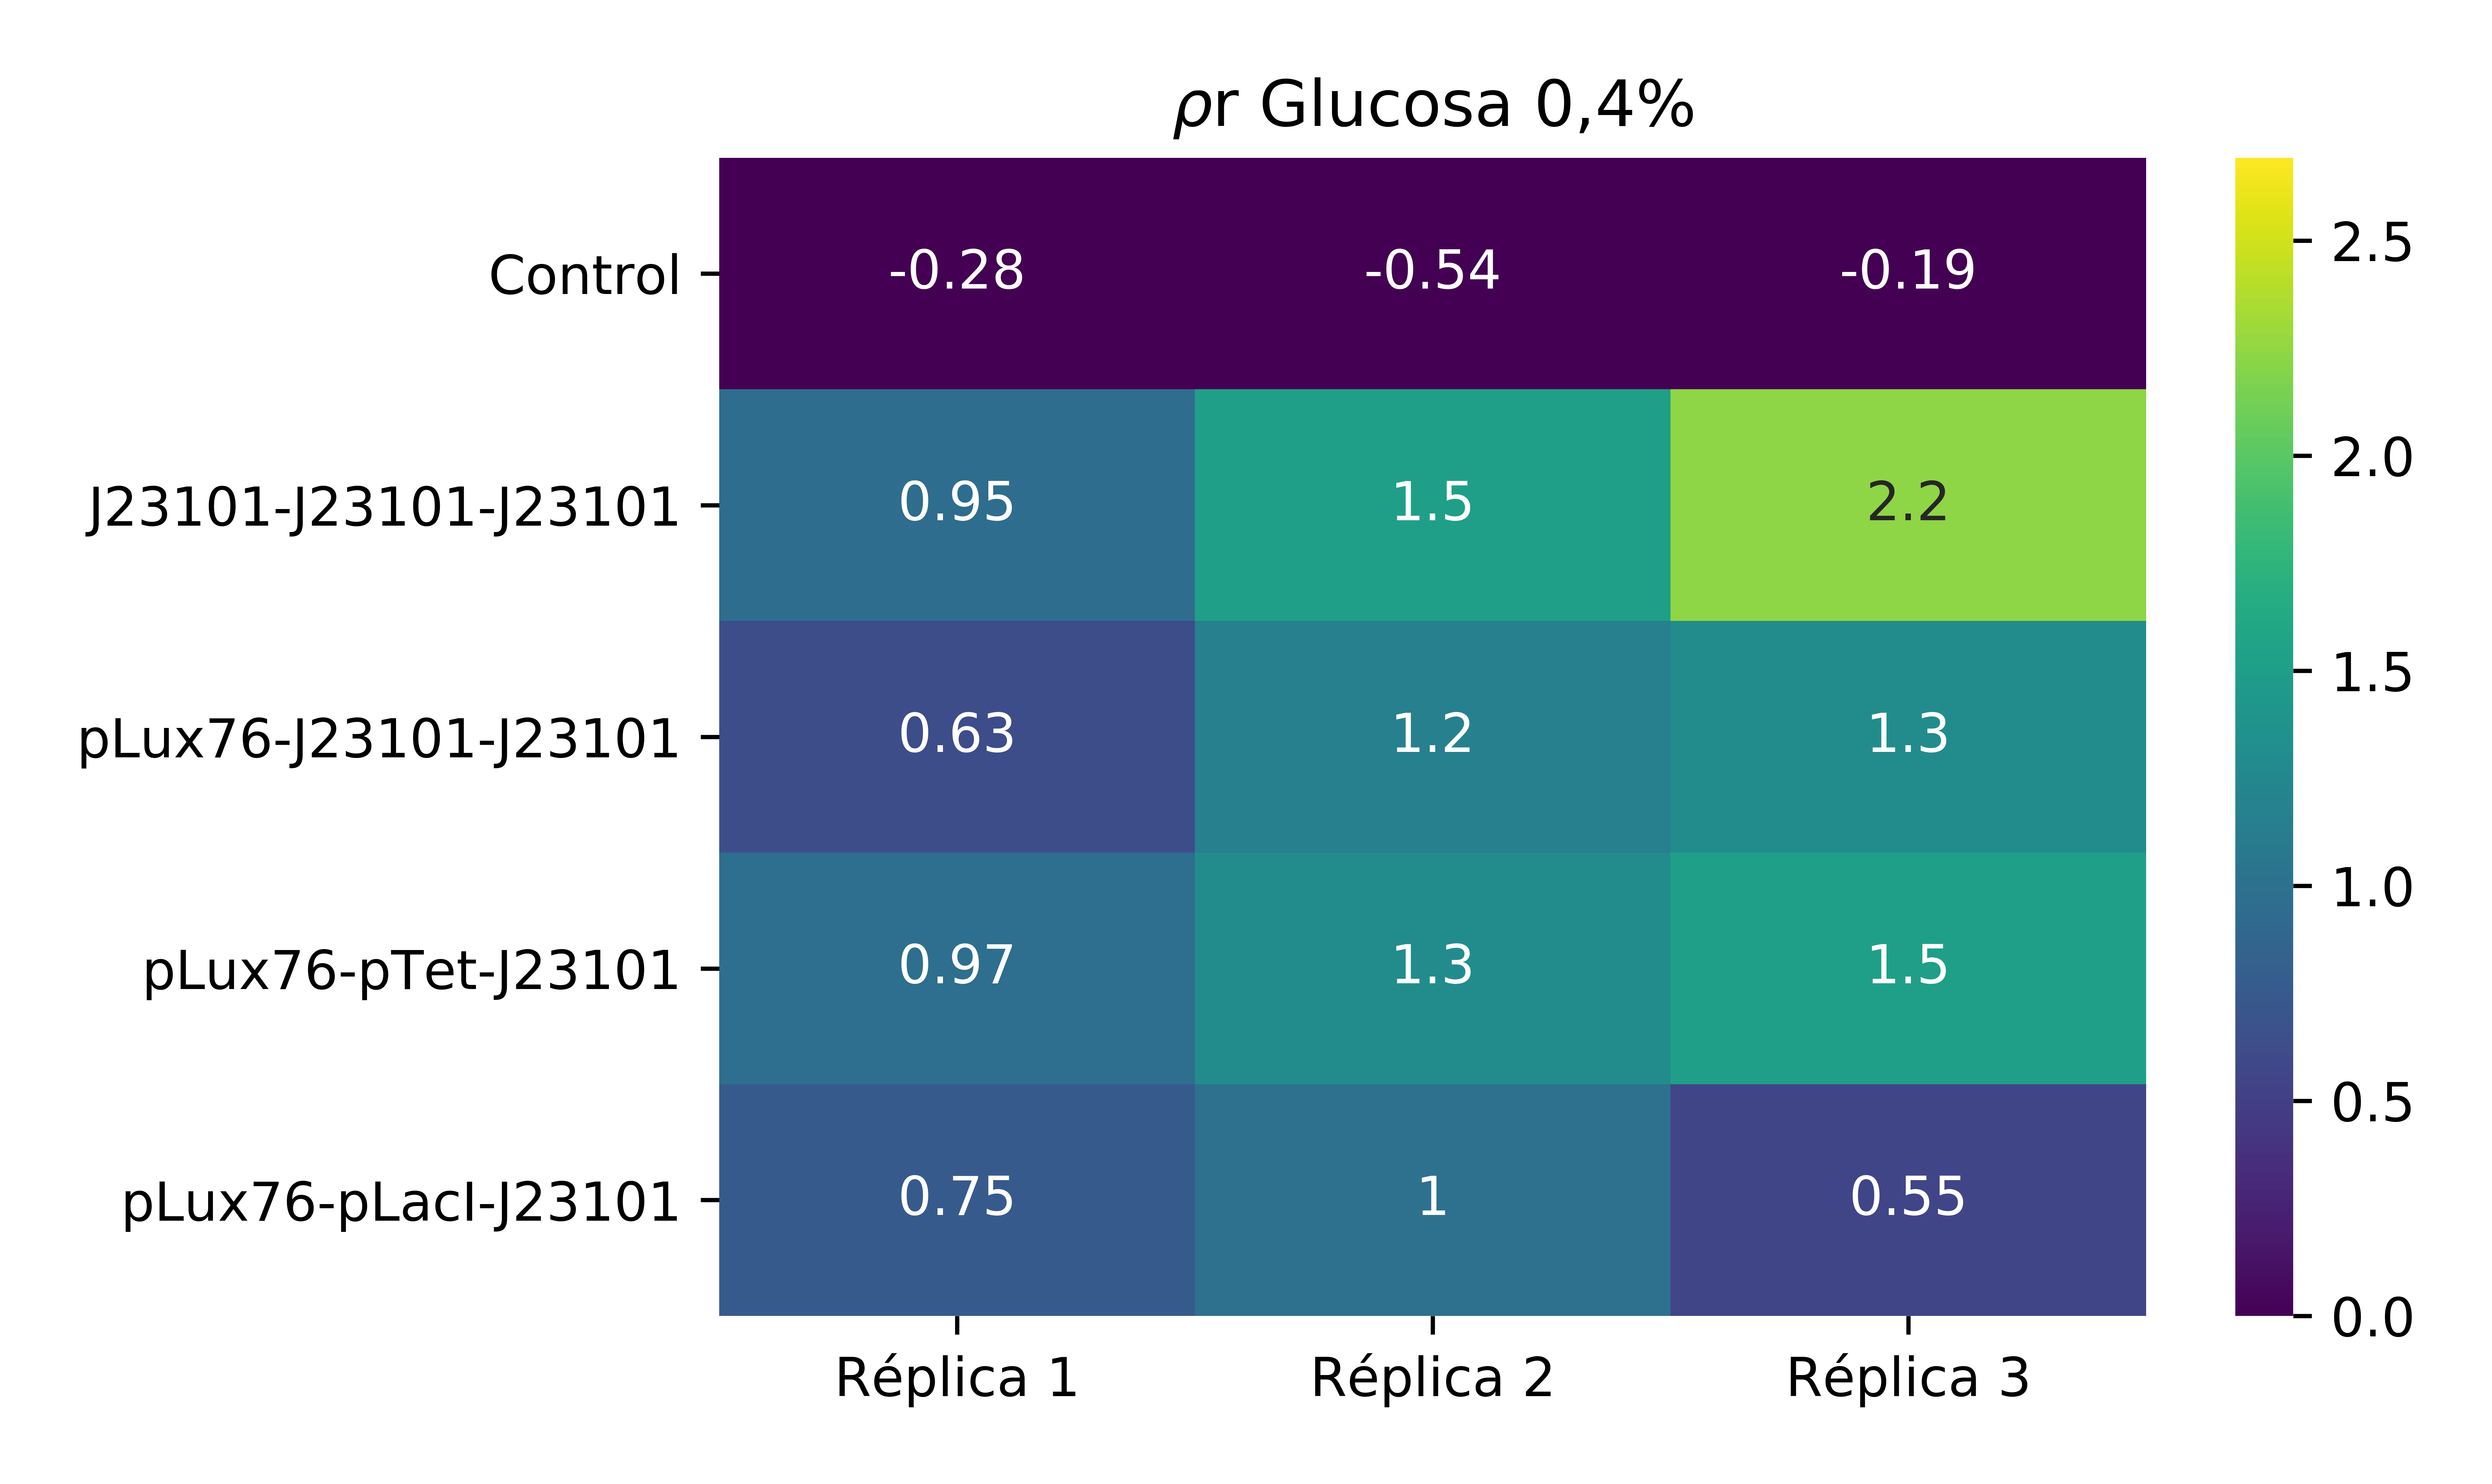 ρr Glucosa 0,4%
Control -0.28 -0.54 -0.19
J23101-J23101-J23101 0.95 1.5 2.2
pLux76-J23101-J23101 0.63 1.2 1.3
pLux76-pTet-J23101 0.97 1.3 1.5
pLux76-pLacI-J23101 0.75 1 0.55
Réplica 1 Réplica 2 Réplica 3
2.5
2.0
1.5
1.0
0.5
0.0